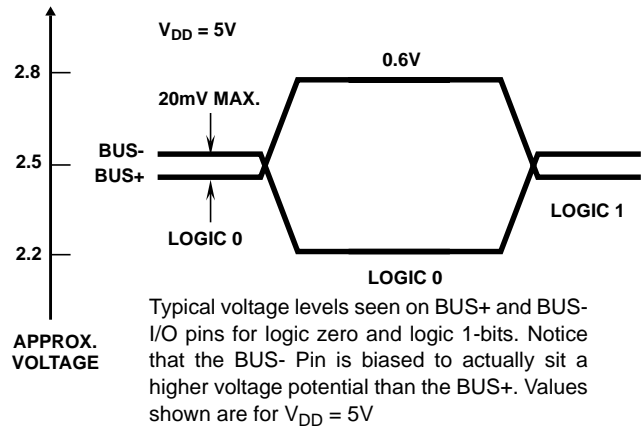 V_DD = 5V
2.8
0.6V
20mV MAX.
BUS-
2.5
BUS+
LOGIC 1
LOGIC 0
2.2
LOGIC 0
APPROX.
VOLTAGE
Typical voltage levels seen on BUS+ and BUS-
I/O pins for logic zero and logic 1-bits. Notice
that the BUS- Pin is biased to actually sit a
higher voltage potential than the BUS+. Values
shown are for V_DD = 5V